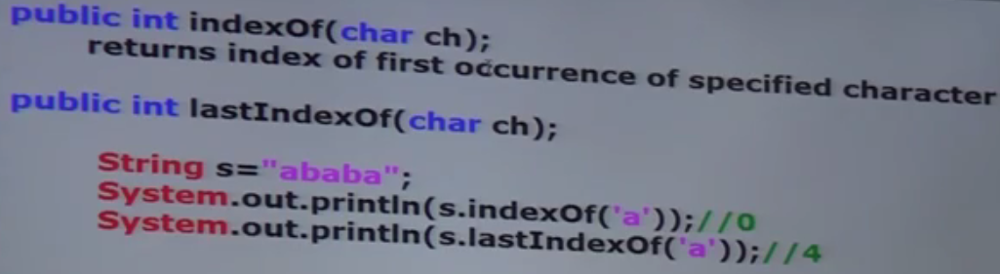 public int indexOf(char ch);
returns index of first occurrence of specified character
public int lastIndexOf(char ch);
String s="ababa";
System.out.println(s.indexOf('a'));//0
System.out.println(s.lastIndexOf('a'));//4